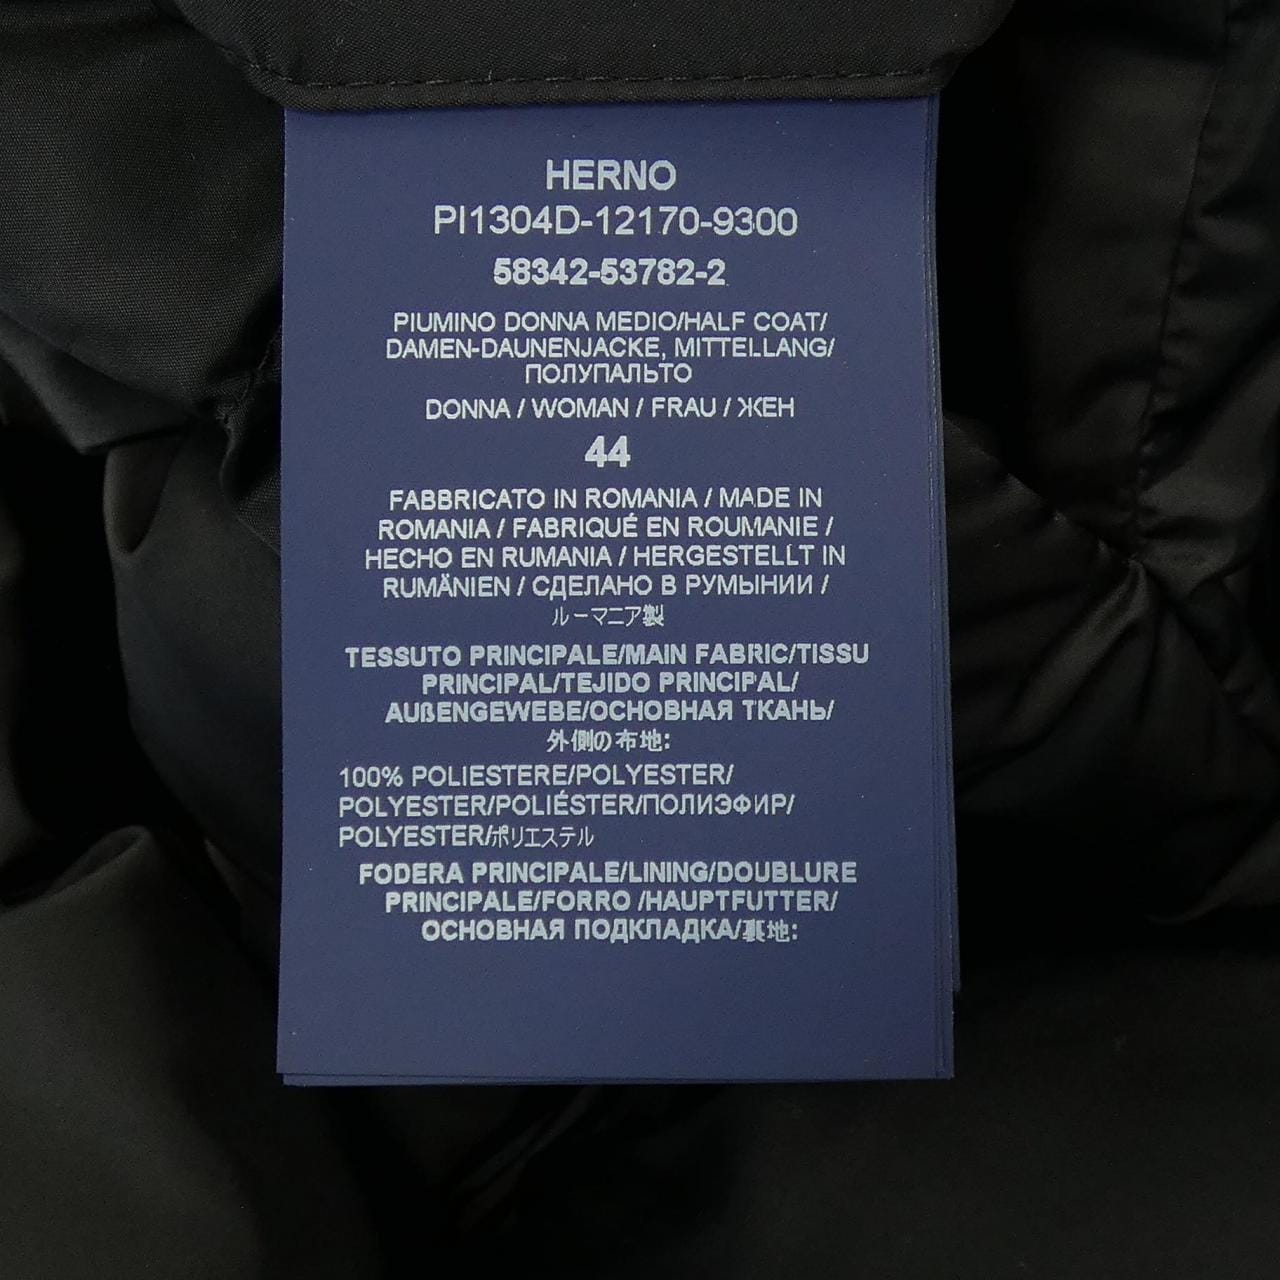 HERNO
PI1304D-12170-9300
58342-53782-2
PIUMINO DONNA MEDIO/HALF COAT/
DAMEN-DAUNENJACKE, MITTELLANG/
ПОЛУПАЛЬТО
DONNA / WOMAN / FRAU / ЖЕН
44
FABBRICATO IN ROMANIA / MADE IN
ROMANIA / FABRIQUÉ EN ROUMANIE /
HECHO EN RUMANIA / HERGESTELLT IN
RUMÄNIEN / СДЕЛАНО В РУМЫНИИ /
ルーマニア製
TESSUTO PRINCIPALE/MAIN FABRIC/TISSU
PRINCIPAL/TEJIDO PRINCIPAL/
AUßENGEWEBE/ОСНОВНАЯ ТКАНЬ/
外側の布地:
100% POLIESTERE/POLYESTER/
POLYESTER/POLIÉSTER/ПОЛИЭФИР/
POLYESTER/ポリエステル
FODERA PRINCIPALE/LINING/DOUBLURE
PRINCIPALE/FORRO /HAUPTFUTTER/
ОСНОВНАЯ ПОДКЛАДКА/裏地: